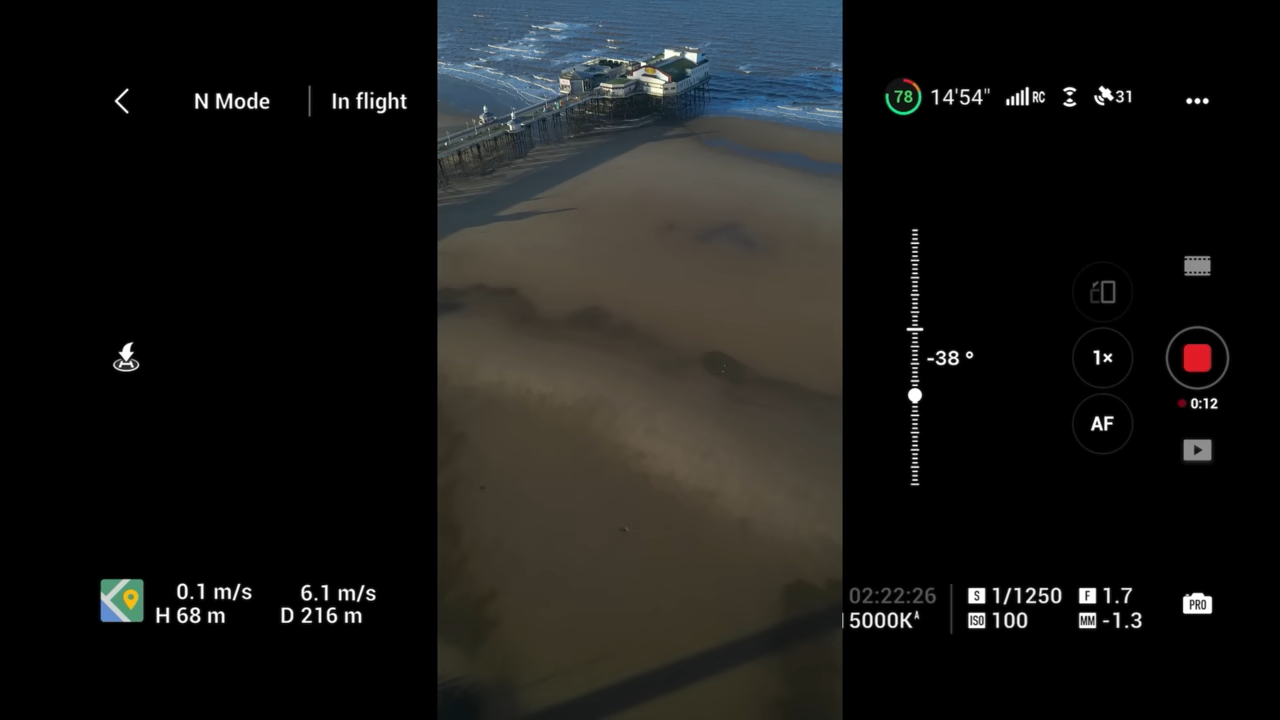 N Mode
In flight
78
14'54"
RC
31
-38 °
1×
AF
0:12
0.1 m/s
6.1 m/s
H 68 m
D 216 m
02:22:26
5000K A
S 1/1250
F 1.7
ISO 100
MM -1.3
PRO